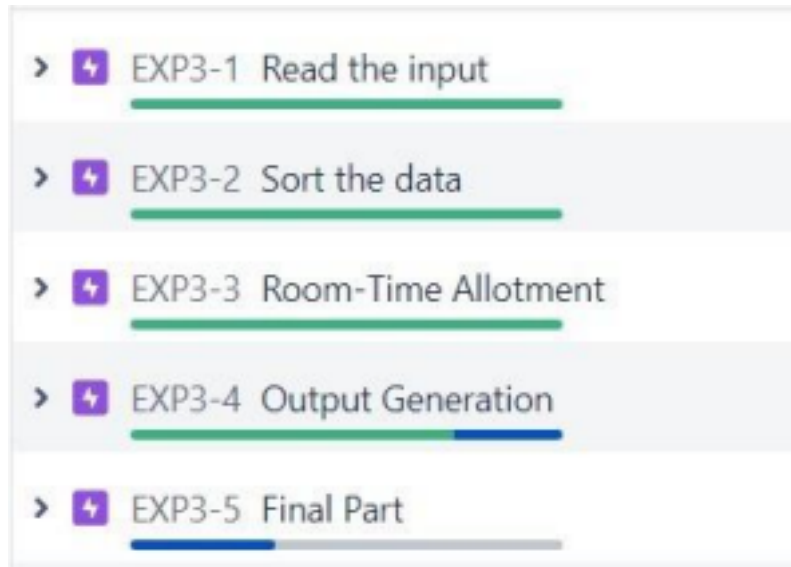 EXP3-1 Read the input
EXP3-2 Sort the data
EXP3-3 Room-Time Allotment
EXP3-4 Output Generation
EXP3-5 Final Part